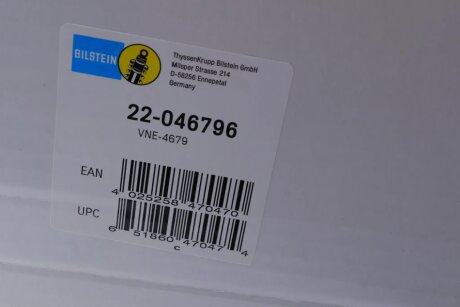 BILSTEIN
ThyssenKrupp Bilstein GmbH
Milsper Strasse 214
D-58256 Ennepetal
Germany
22-046796
VNE-4679
EAN
4 025258 470470
UPC
6 51860 47047 4
c